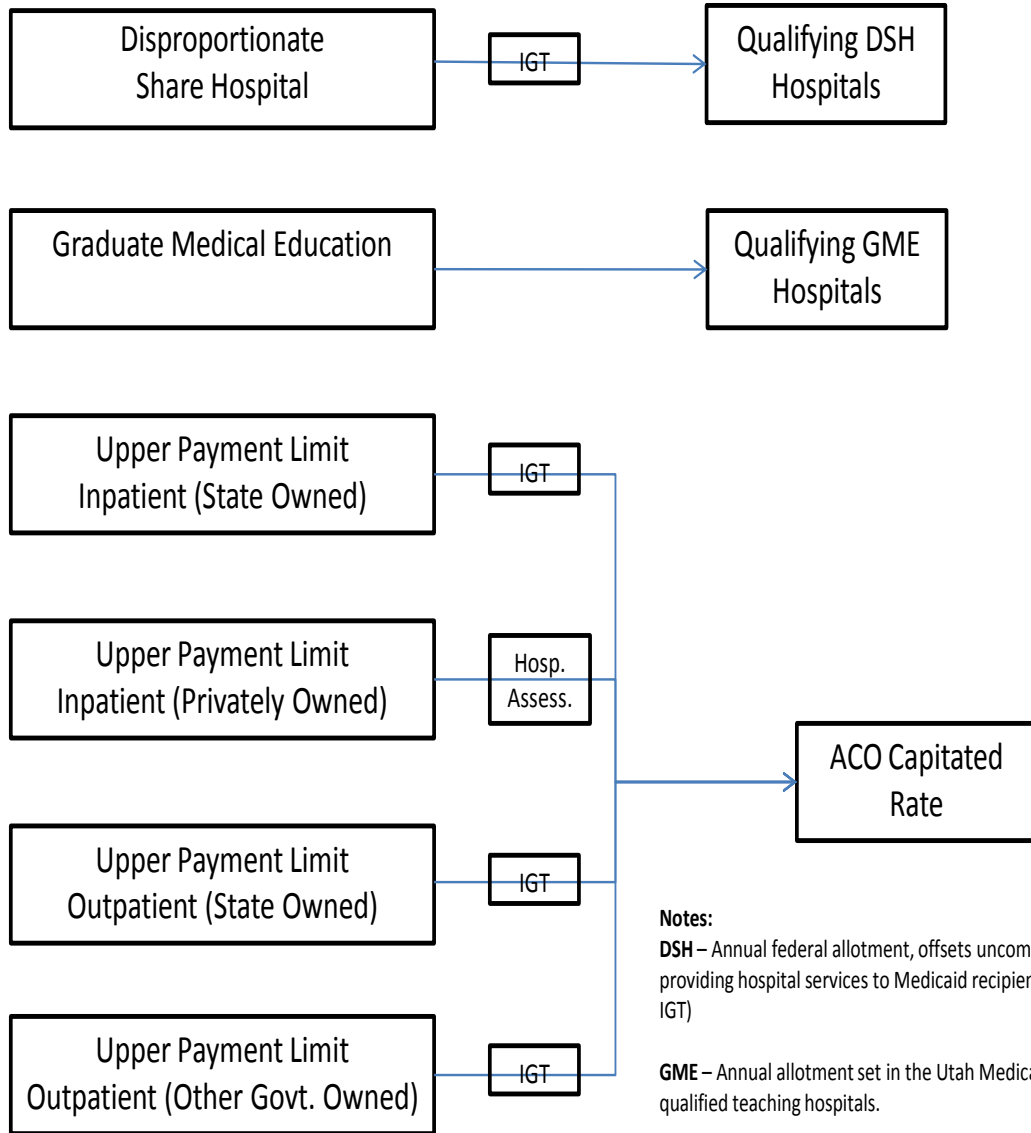 Disproportionate
Share Hospital
IGT
Qualifying DSH
Hospitals
Graduate Medical Education
Qualifying GME
Hospitals
Upper Payment Limit
Inpatient (State Owned)
IGT
Upper Payment Limit
Inpatient (Privately Owned)
Hosp.
Assess.
ACO Capitated
Rate
Upper Payment Limit
Outpatient (State Owned)
IGT
Upper Payment Limit
Outpatient (Other Govt. Owned)
IGT
Notes:
DSH – Annual federal allotment, offsets
providing hospital services to Medicaid
IGT)
GME – Annual allotment set in the Utah
qualified teaching hospitals.